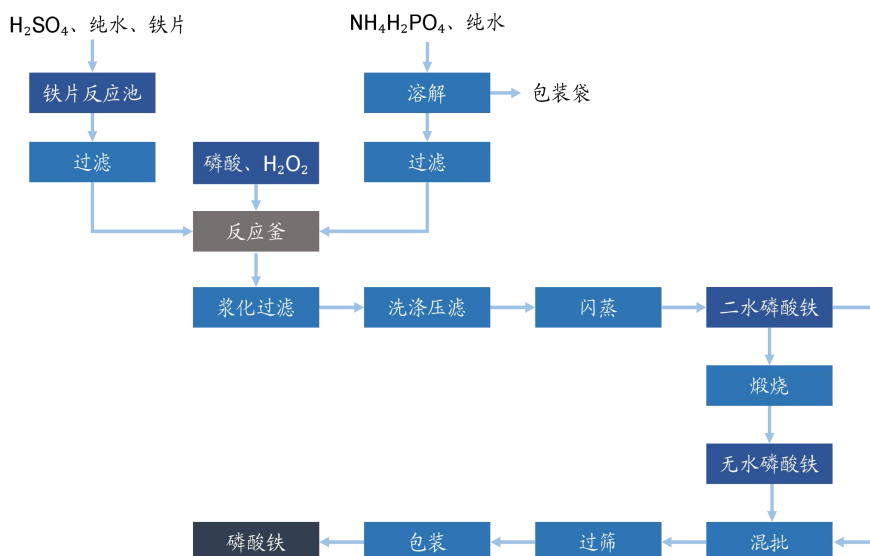 H₂SO₄、纯水、铁片
NH₄H₂PO₄、纯水
铁片反应池
溶解
包装袋
过滤
磷酸、H₂O₂
过滤
反应釜
浆化过滤
洗涤压滤
闪蒸
二水磷酸铁
煅烧
无水磷酸铁
磷酸铁
包装
过筛
混批